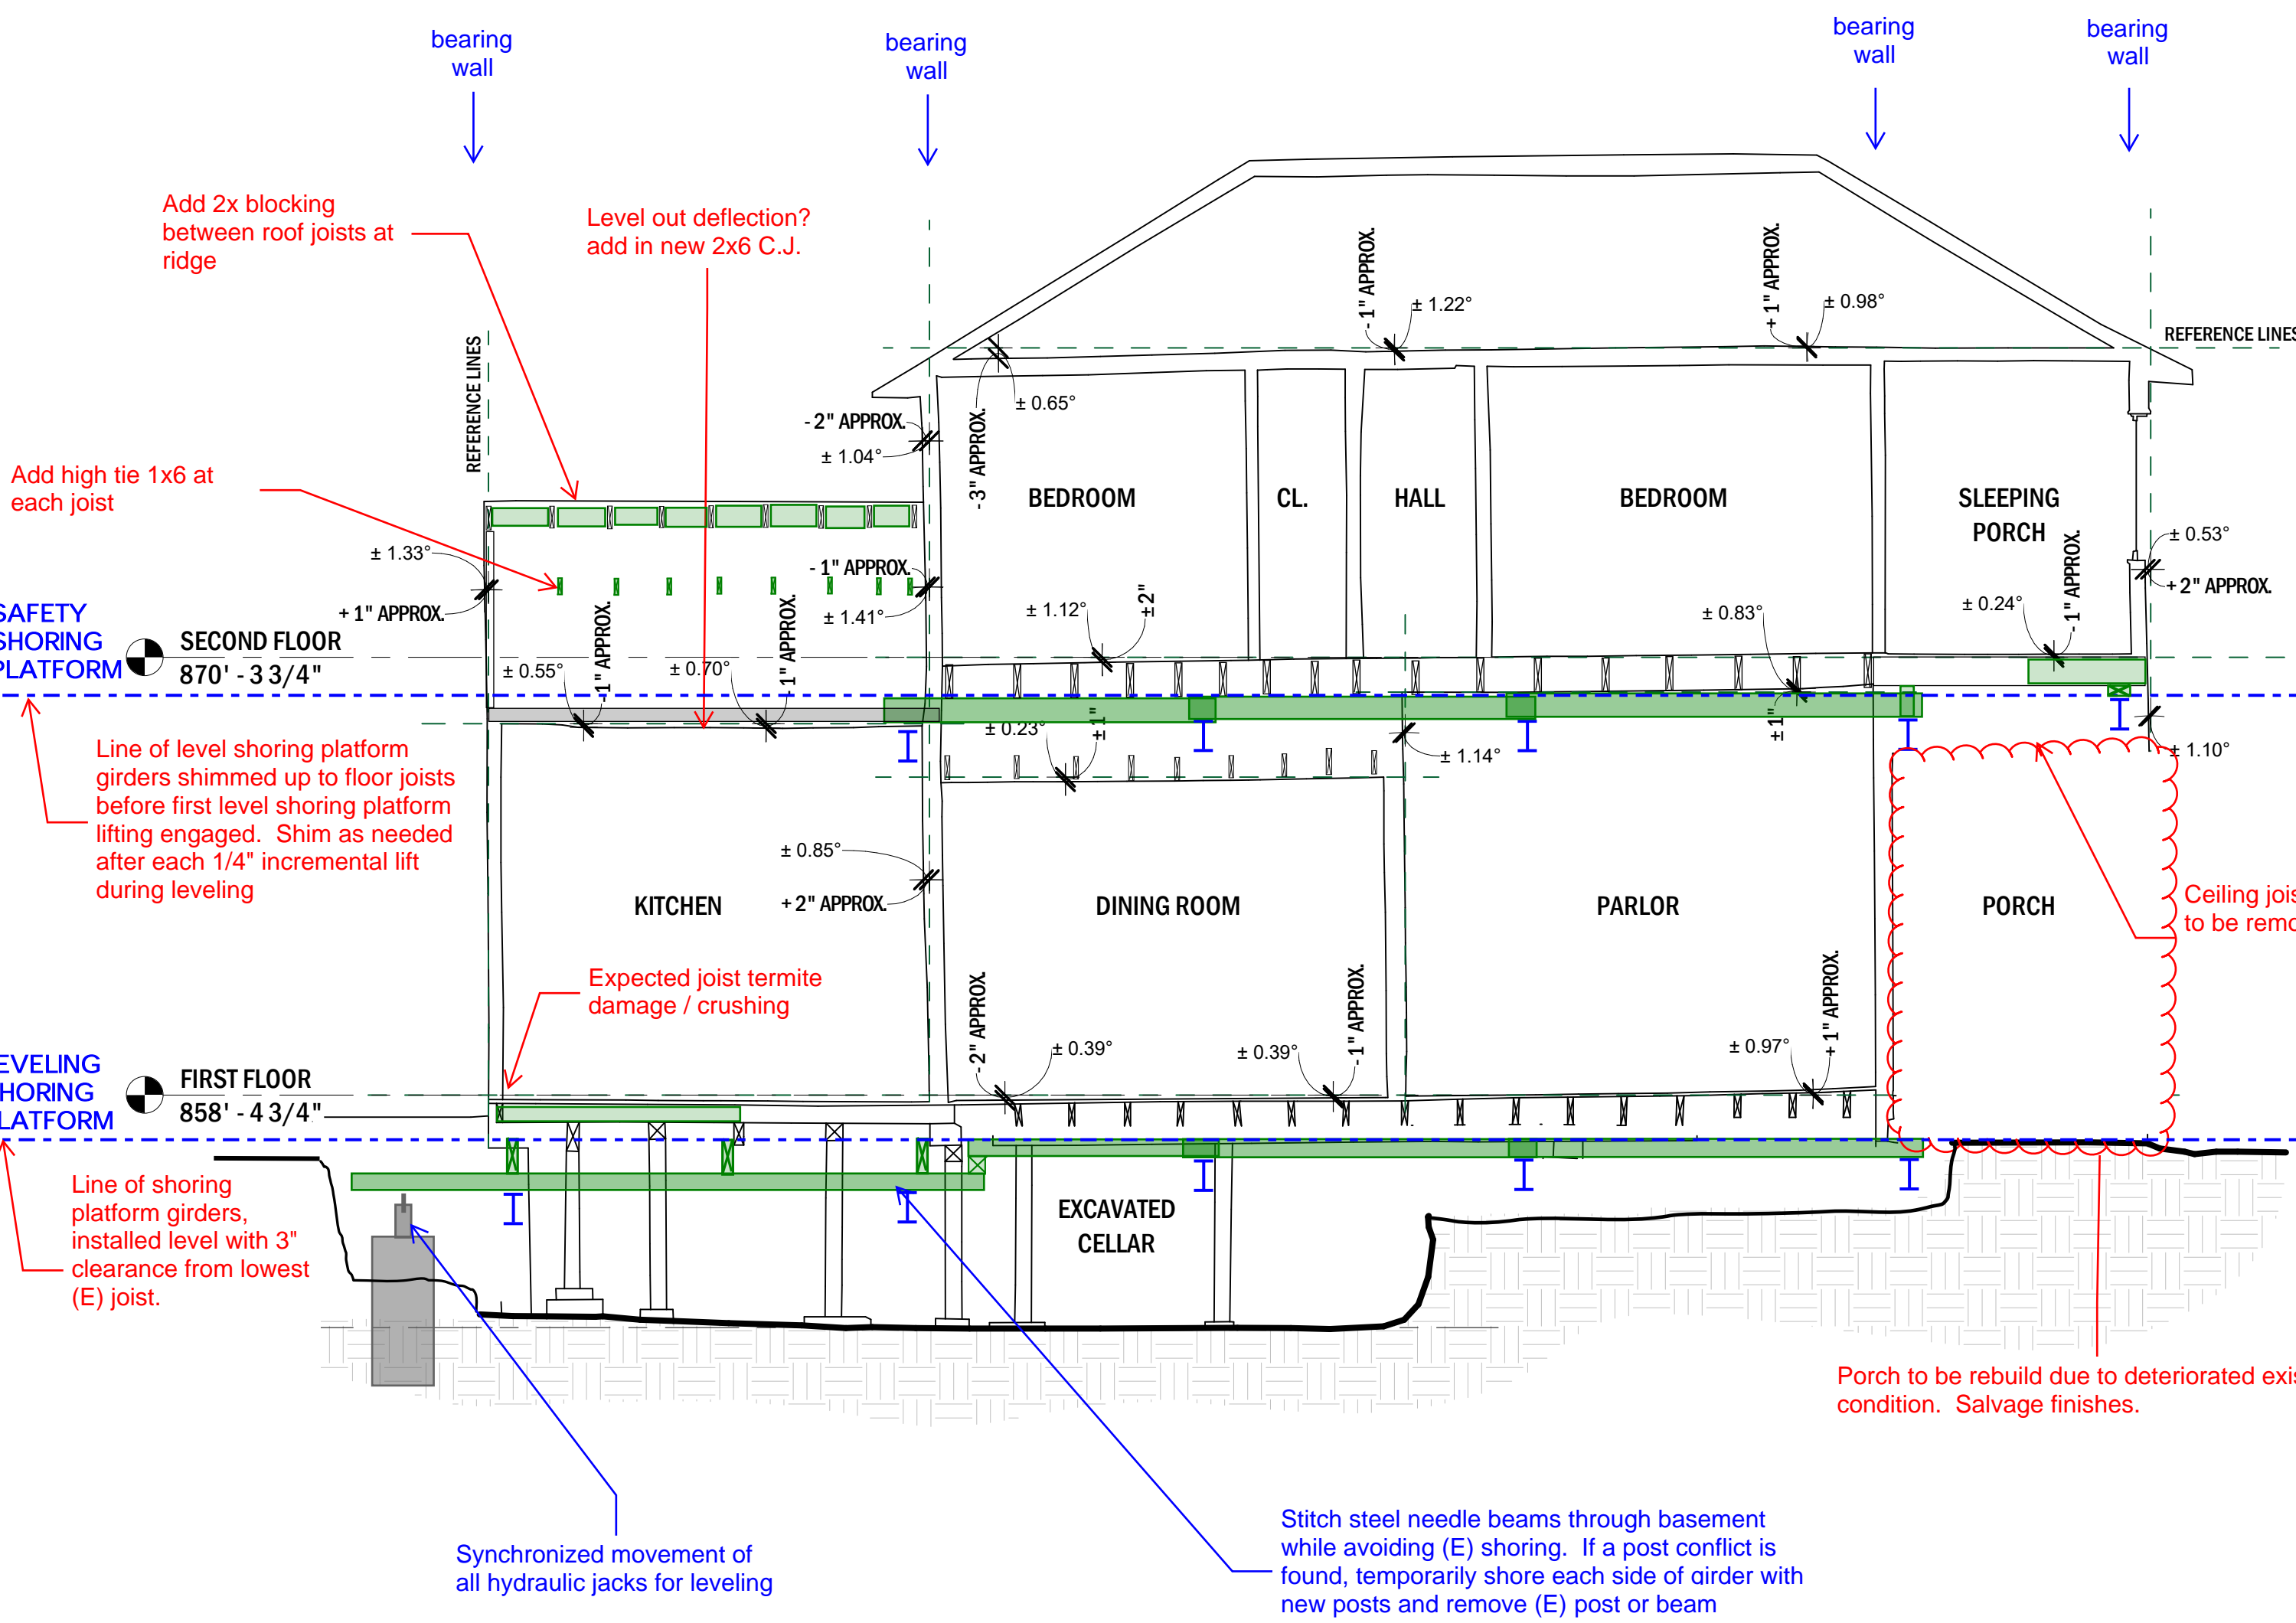 bearing
wall
bearing
wall
bearing
wall
bearing
wall
Add 2x blocking
between roof joists at
ridge
Level out deflection?
add in new 2x6 C.J.
- 1" APPROX.
± 1.22°
+ 1" APPROX.
± 0.98°
REFERENCE LINES
REFERENCE LINES
± 0.65°
- 3" APPROX.
- 2" APPROX.
± 1.04°
Add high tie 1x6 at
each joist
BEDROOM
CL.
HALL
BEDROOM
SLEEPING
PORCH
± 1.33°
+ 1" APPROX.
- 1" APPROX.
± 1.41°
± 1.12°
±2"
± 0.83°
± 0.24°
- 1" APPROX.
± 0.53°
+ 2" APPROX.
SAFETY
SHORING
PLATFORM
SECOND FLOOR
870' - 3 3/4"
± 0.55°
- 1" APPROX.
± 0.70°
- 1" APPROX.
± 0.23°
± 1"
± 1.14°
± 1"
± 1.10°
Line of level shoring platform
girders shimmed up to floor joists
before first level shoring platform
lifting engaged.  Shim as needed
after each 1/4" incremental lift
during leveling
± 0.85°
+ 2" APPROX.
KITCHEN
DINING ROOM
PARLOR
PORCH
Ceiling jois
to be remo
Expected joist termite
damage / crushing
- 2" APPROX.
± 0.39°
± 0.39°
- 1" APPROX.
± 0.97°
+ 1" APPROX.
EVELING
HORING
LATFORM
FIRST FLOOR
858' - 4 3/4"
Line of shoring
platform girders,
installed level with 3"
clearance from lowest
(E) joist.
EXCAVATED
CELLAR
Porch to be rebuild due to deteriorated exis
condition.  Salvage finishes.
Synchronized movement of
all hydraulic jacks for leveling
Stitch steel needle beams through basement
while avoiding (E) shoring.  If a post conflict is
found, temporarily shore each side of girder with
new posts and remove (E) post or beam